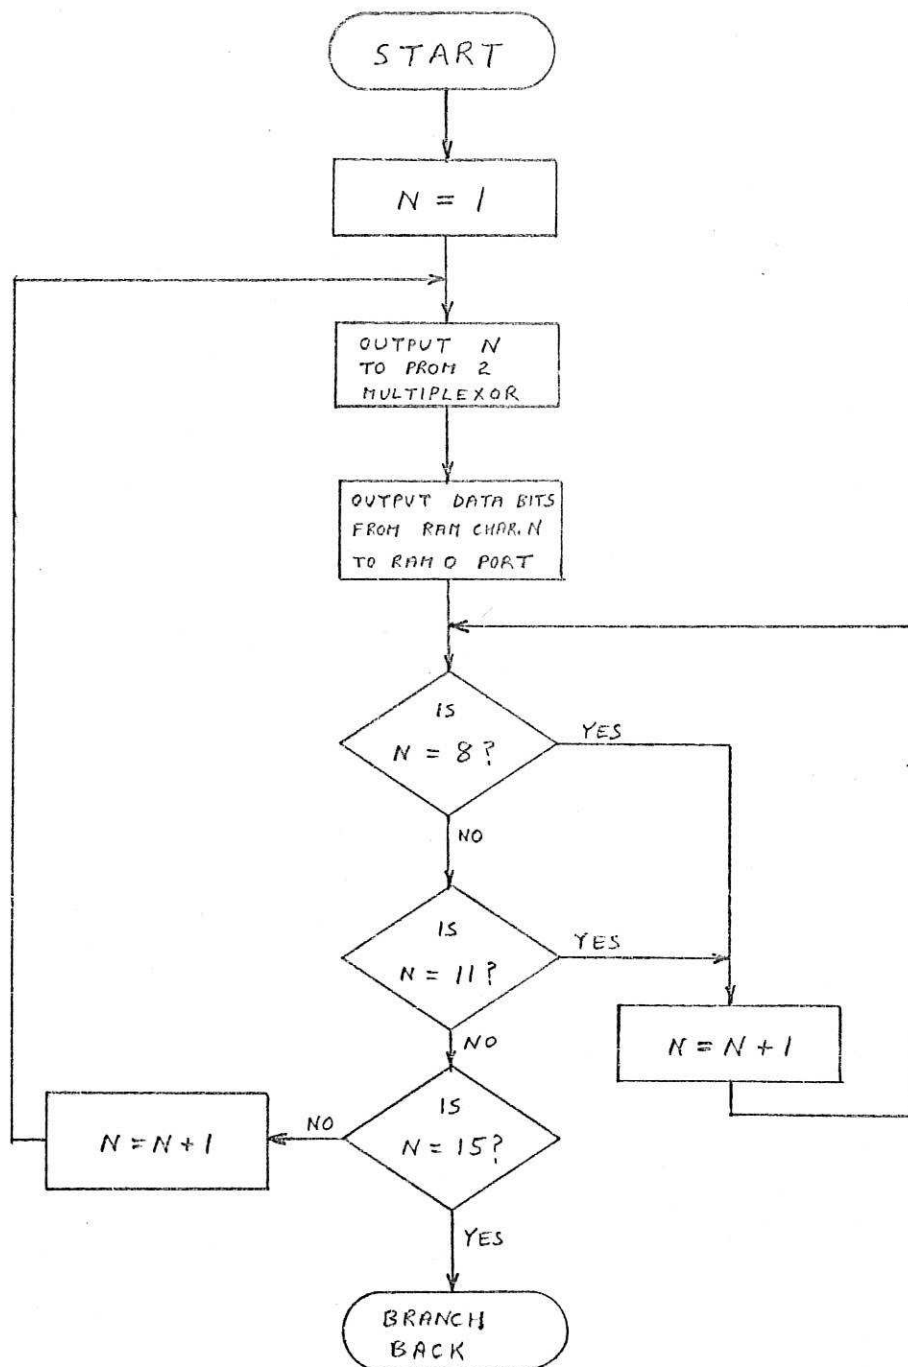 START
N = 1
OUTPUT N
TO PROM 2
MULTIPLEXOR
OUTPUT DATA BITS
FROM RAM CHAR. N
TO RAM 0 PORT
IS
N = 8?
YES
NO
IS
N = 11?
YES
NO
N = N + 1
IS
N = 15?
NO
N = N + 1
YES
BRANCH
BACK